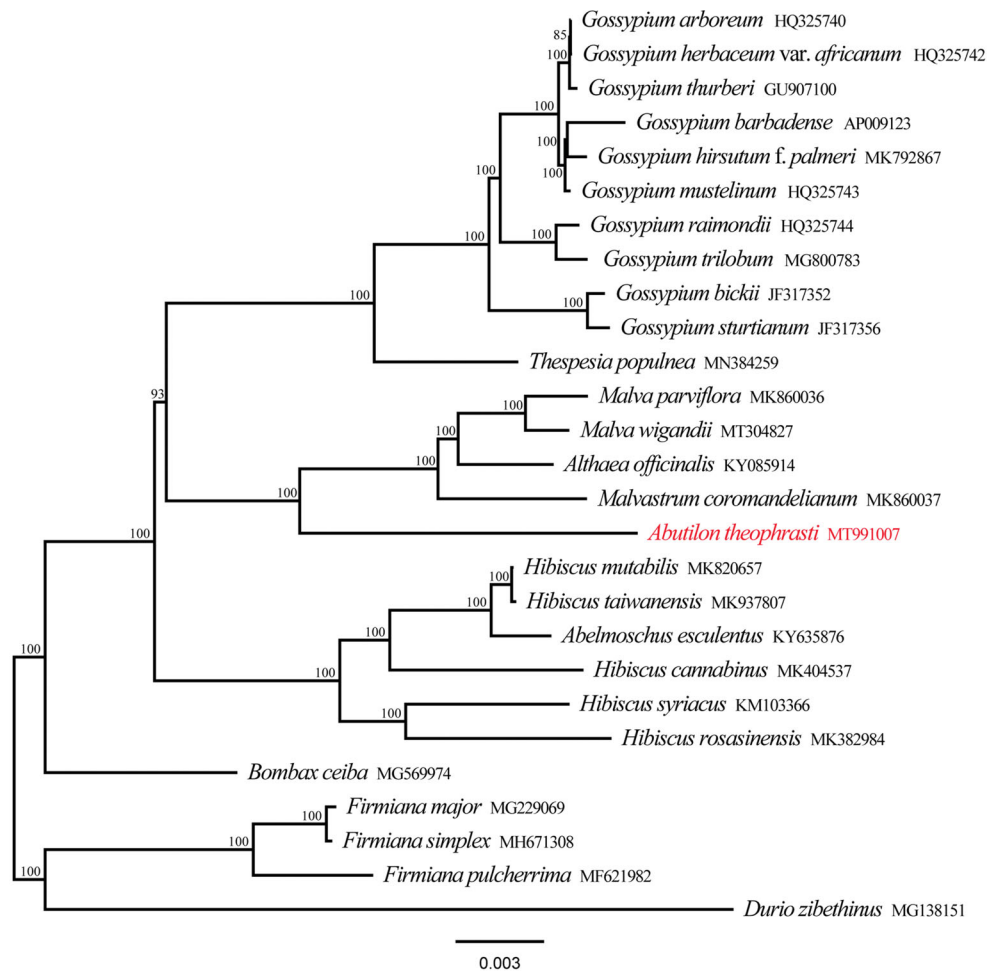 Gossypium arboreum HQ325740
85
100
Gossypium herbaceum var. africanum HQ325742
Gossypium thurberi GU907100
100
Gossypium barbadense AP009123
100
Gossypium hirsutum f. palmeri MK792867
100
100
Gossypium mustelinum HQ325743
Gossypium raimondii HQ325744
100
100
Gossypium trilobum MG800783
Gossypium bickii JF317352
100
100
Gossypium sturtianum JF317356
Thespesia populnea MN384259
93
Malva parviflora MK860036
100
Malva wigandii MT304827
100
Althaea officinalis KY085914
100
100
Malvastrum coromandelianum MK860037
Abutilon theophrasti MT991007
100
Hibiscus mutabilis MK820657
100
Hibiscus taiwanensis MK937807
100
Abelmoschus esculentus KY635876
100
100
100
Hibiscus cannabinus MK404537
Hibiscus syriacus KM103366
100
Hibiscus rosasinensis MK382984
Bombax ceiba MG569974
Firmiana major MG229069
100
Firmiana simplex MH671308
100
100
Firmiana pulcherrima MF621982
Durio zibethinus MG138151
0.003